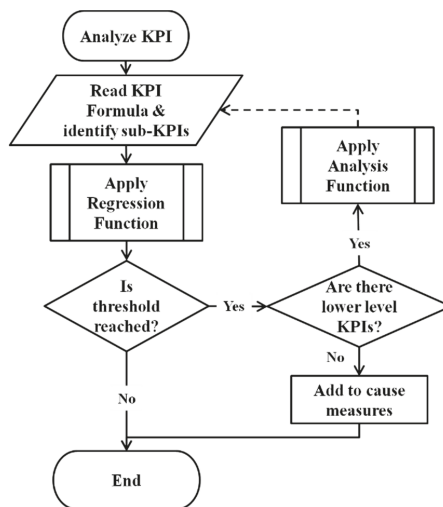 Analyze KPI
Read KPI
Formula &
identify sub-KPIs
Apply
Regression
Function
Apply
Analysis
Function
Yes
Is
threshold
reached?
Yes
Are there
lower level
KPIs?
No
Add to cause
measures
No
End